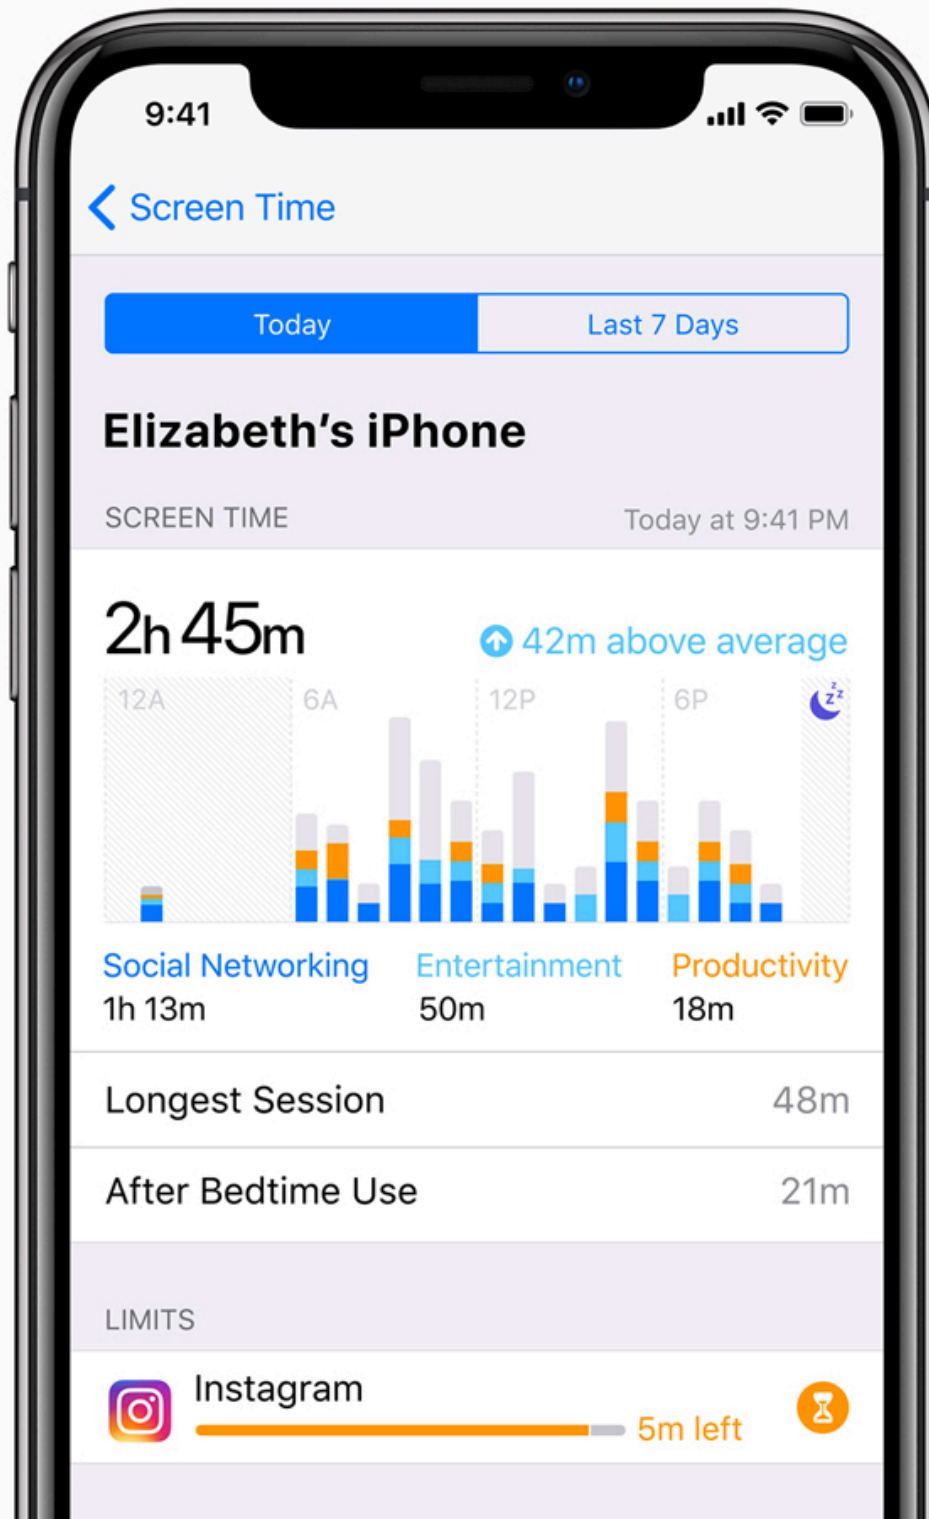 9:41
Screen Time
Today Last 7 Days
Elizabeth’s iPhone
SCREEN TIME Today at 9:41 PM
2h 45m 42m above average
12A 6A 12P 6P zzz
Social Networking Entertainment Productivity
1h 13m 50m 18m
Longest Session 48m
After Bedtime Use 21m
LIMITS
Instagram
5m left